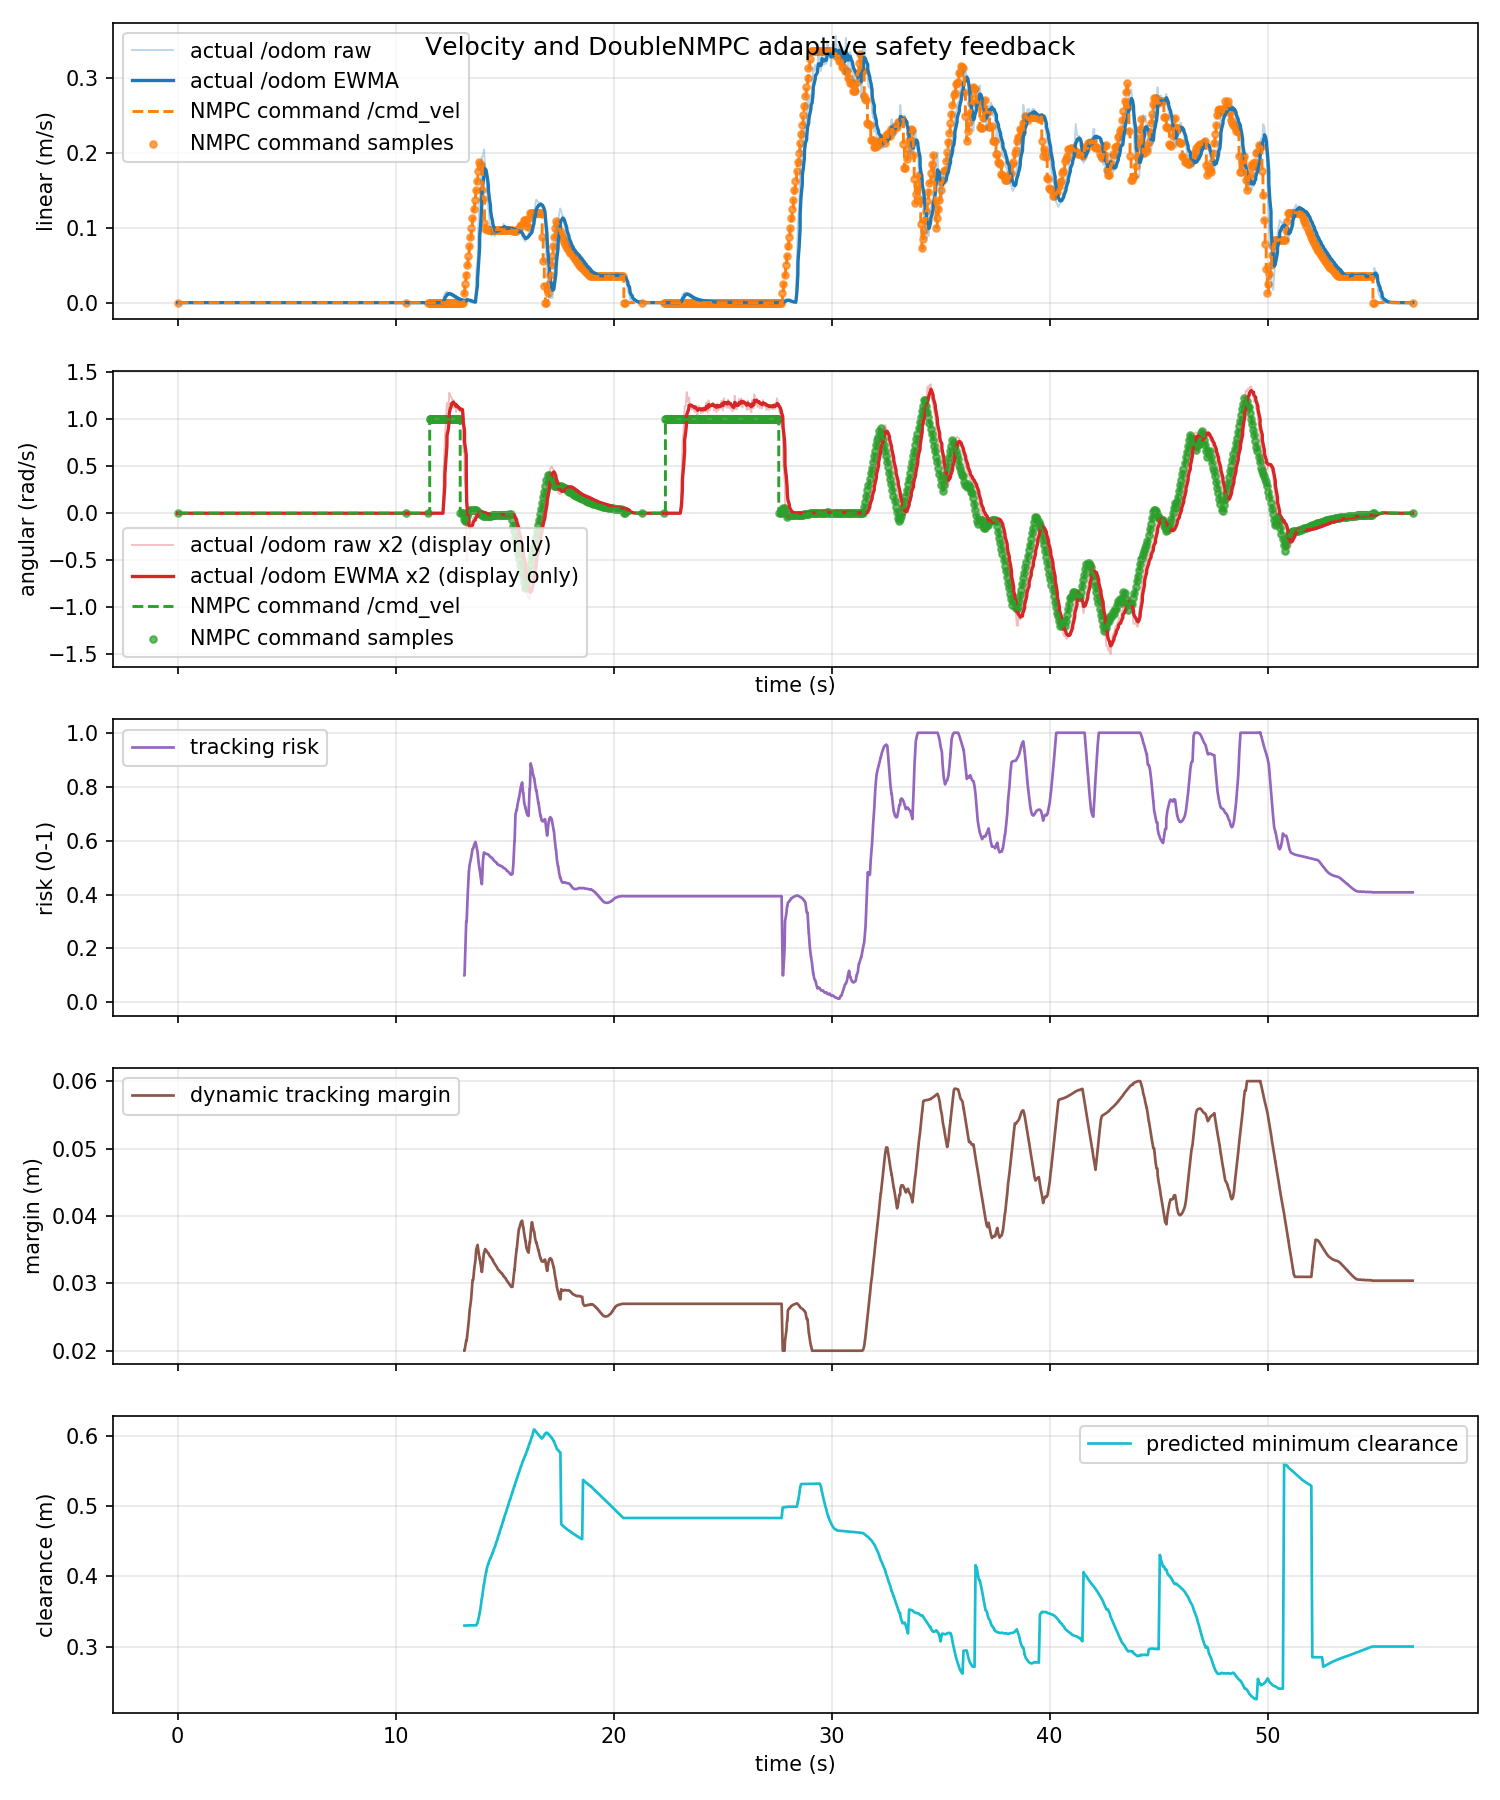 Velocity and DoubleNMPC adaptive safety feedback
actual /odom raw
actual /odom EWMA
NMPC command /cmd_vel
NMPC command samples
linear (m/s)
0.3
0.2
0.1
0.0
angular (rad/s)
1.5
1.0
0.5
0.0
−0.5
−1.0
−1.5
actual /odom raw x2 (display only)
actual /odom EWMA x2 (display only)
NMPC command /cmd_vel
NMPC command samples
time (s)
risk (0-1)
1.0
0.8
0.6
0.4
0.2
0.0
tracking risk
margin (m)
0.06
0.05
0.04
0.03
0.02
dynamic tracking margin
clearance (m)
0.6
0.5
0.4
0.3
predicted minimum clearance
0 10 20 30 40 50
time (s)